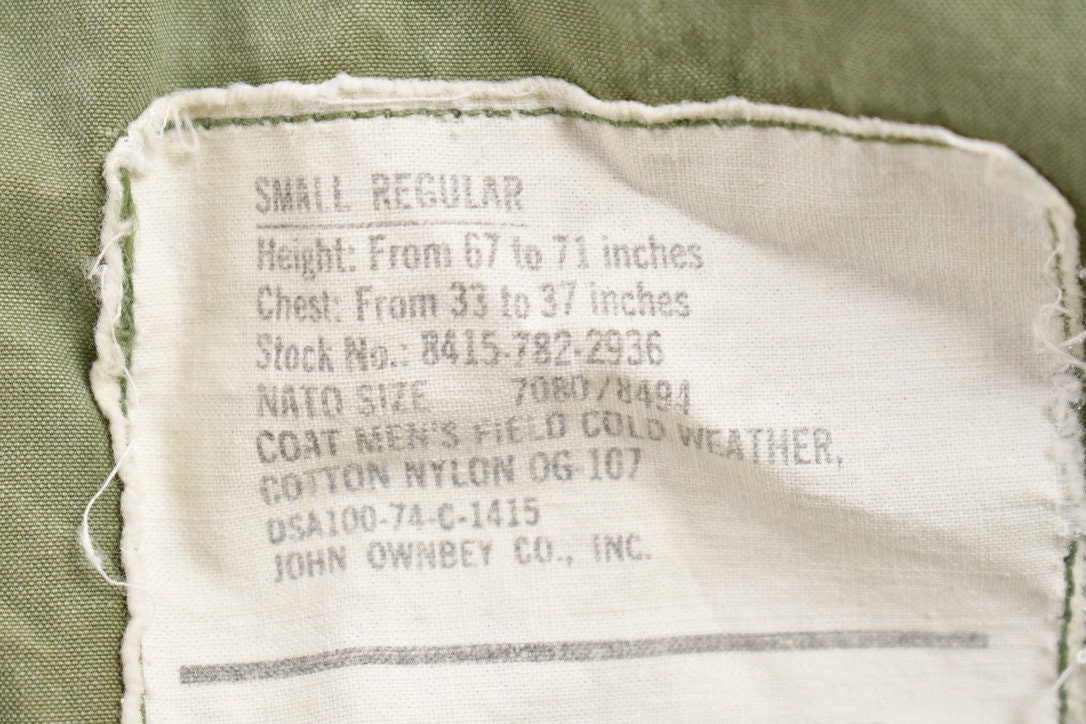 SMALL REGULAR
Height: From 67 to 71 inches
Chest: From 33 to 37 inches
Stock No.: 8415-782-2936
NATO SIZE 7080/8494
COAT MEN'S FIELD COLD WEATHER,
COTTON NYLON OG-107
DSA100-74-C-1415
JOHN OWNBEY CO., INC.